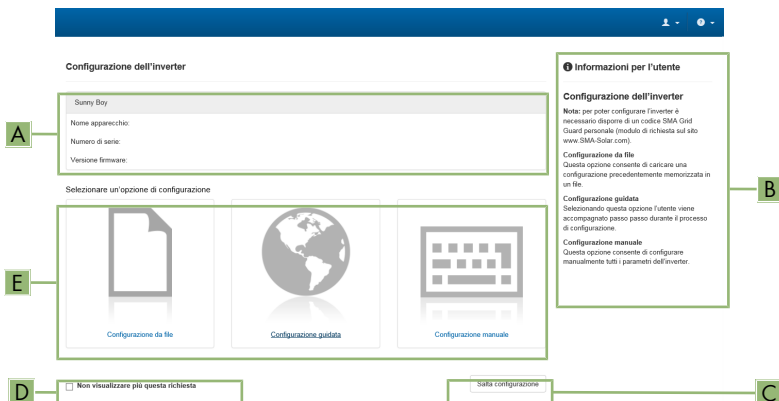 Configurazione dell'inverter
Sunny Boy
Nome apparecchio:
Numero di serie:
Versione firmware:
A
Selezionare un'opzione di configurazione
E
Configurazione da file
Configurazione guidata
Configurazione manuale
D
Non visualizzare più questa richiesta
Salta configurazione
C
Informazioni per l'utente
Configurazione dell'inverter
Nota: per poter configurare l'inverter è
necessario disporre di un codice SMA Grid
Guard personale (modulo di richiesta sul sito
www.SMA-Solar.com).
Configurazione da file
Questa opzione consente di caricare una
configurazione precedentemente memorizzata in
un file.
Configurazione guidata
Selezionando questa opzione l'utente viene
accompagnato passo passo durante il processo
di configurazione.
Configurazione manuale
Questa opzione consente di configurare
manualmente tutti i parametri dell'inverter.
B